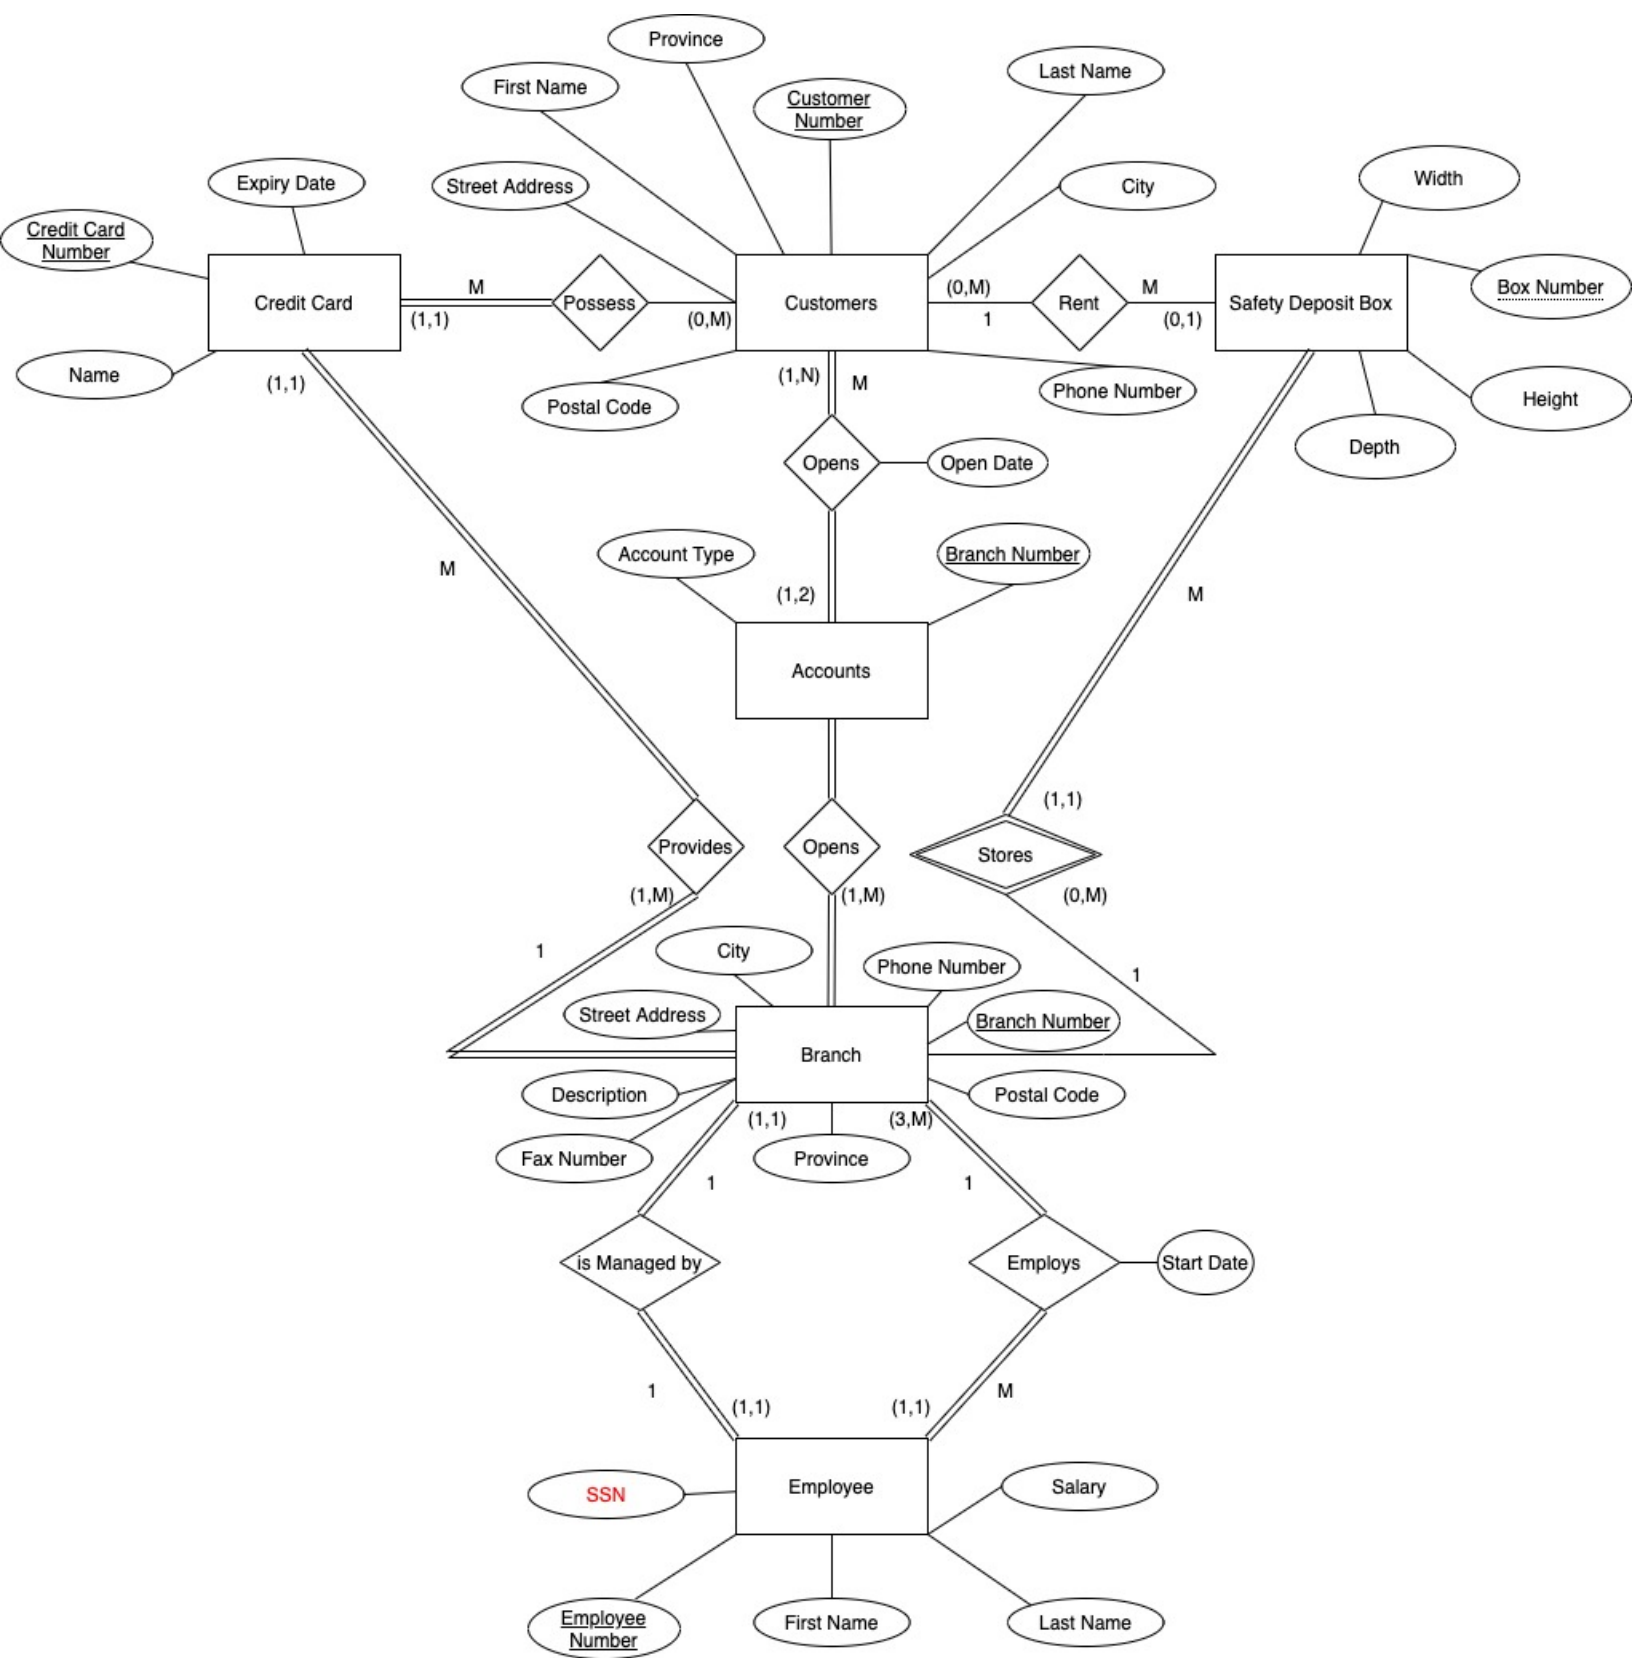 Province
Last Name
First Name
Customer
Number
Width
Expiry Date
Street Address
City
Credit Card
Number
Box Number
M
(0,M)
M
Credit Card
Possess
Customers
Rent
Safety Deposit Box
(1,1)
(0,M)
1
(0,1)
Name
(1,1)
(1,N)
M
Phone Number
Height
Postal Code
Depth
Opens
Open Date
Account Type
Branch Number
M
(1,2)
M
Accounts
(1,1)
Provides
Opens
Stores
(1,M)
(1,M)
(0,M)
1
City
Phone Number
1
Street Address
Branch Number
Branch
Description
Postal Code
(1,1)
(3,M)
Fax Number
Province
1
1
is Managed by
Employs
Start Date
1
M
(1,1)
(1,1)
SSN
Employee
Salary
Employee
Number
First Name
Last Name